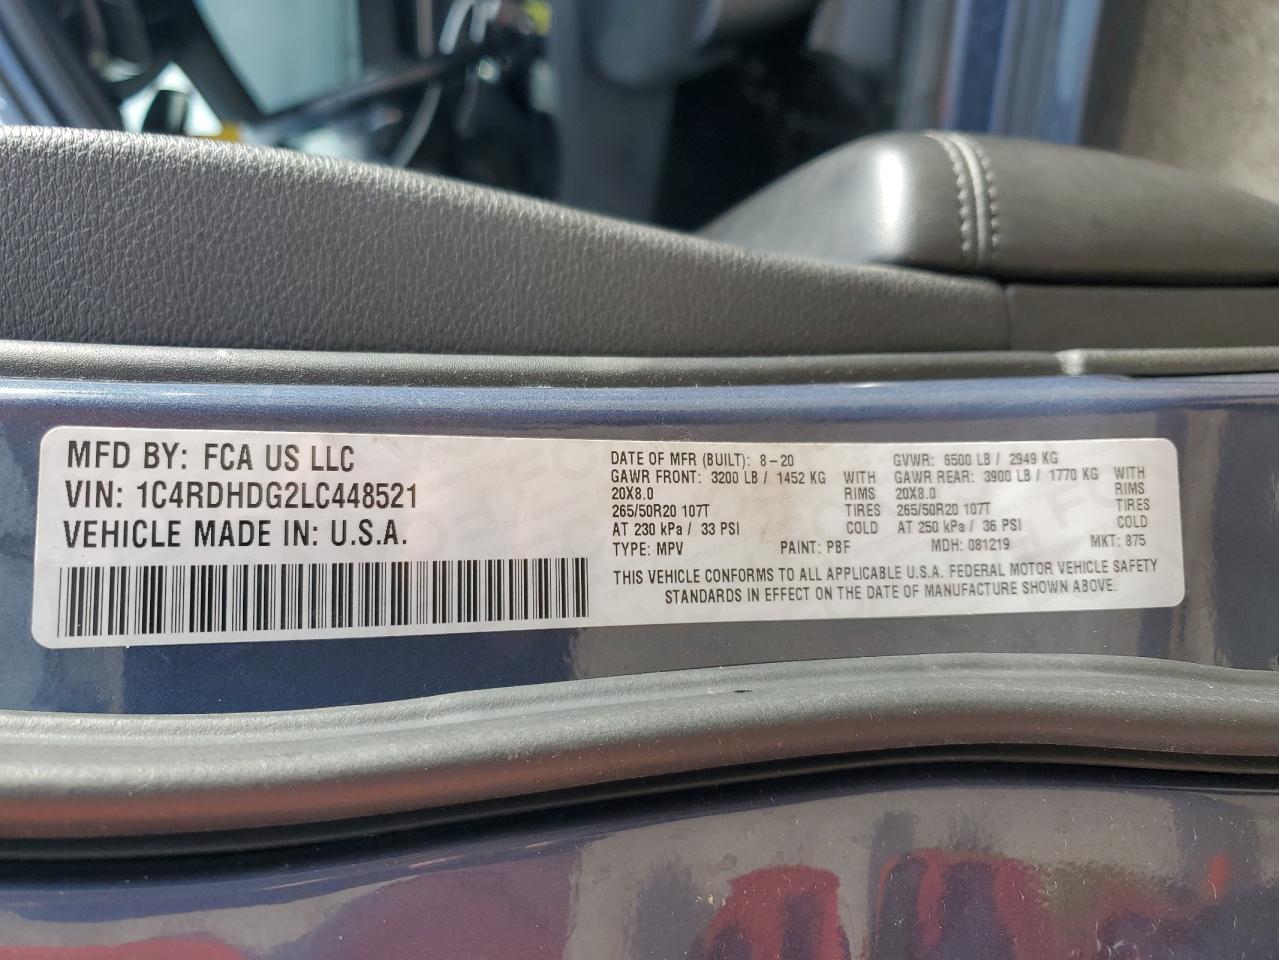 MFD BY: FCA US LLC
VIN: 1C4RDHDG2LC448521
VEHICLE MADE IN: U.S.A.
DATE OF MFR (BUILT): 8-20 GVWR: 6500 LB / 2949 KG
GAWR FRONT: 3200 LB / 1452 KG WITH GAWR REAR: 3900 LB / 1770 KG WITH
20X8.0 RIMS 20X8.0 RIMS
265/50R20 107T TIRES 265/50R20 107T TIRES
AT 230 kPa / 33 PSI COLD AT 250 kPa / 36 PSI COLD
TYPE: MPV PAINT: PBF MDH: 081219 MKT: 875
THIS VEHICLE CONFORMS TO ALL APPLICABLE U.S.A. FEDERAL MOTOR VEHICLE SAFETY
STANDARDS IN EFFECT ON THE DATE OF MANUFACTURE SHOWN ABOVE.